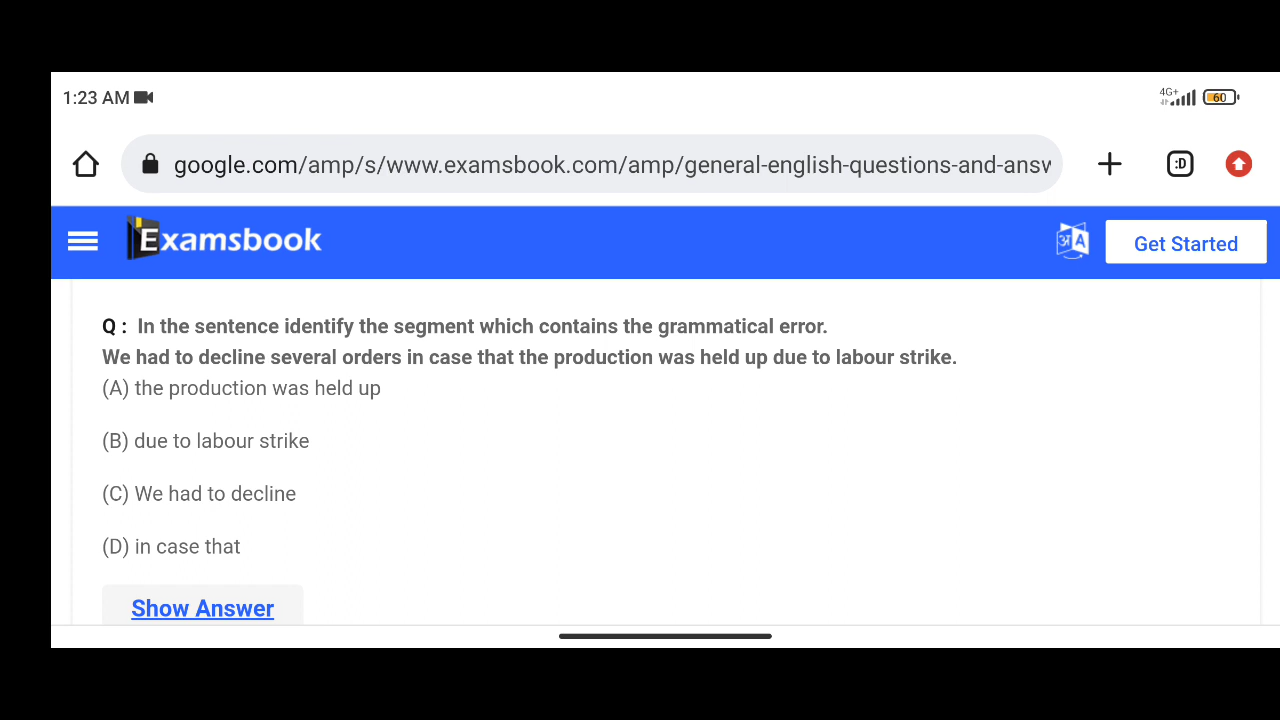 1:23 AM
4G+
60
google.com/amp/s/www.examsbook.com/amp/general-english-questions-and-answ
:D
Examsbook
अ A
Get Started
Q : In the sentence identify the segment which contains the grammatical error.
We had to decline several orders in case that the production was held up due to labour strike.
(A) the production was held up
(B) due to labour strike
(C) We had to decline
(D) in case that
Show Answer